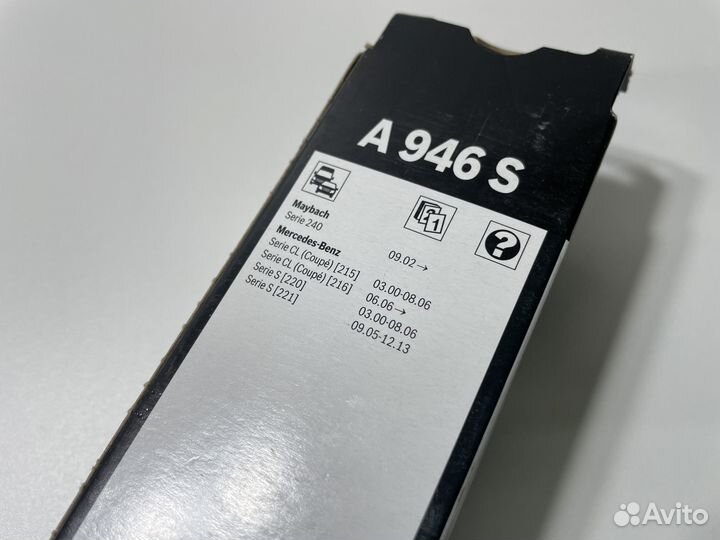 A 946 S
21
?
Maybach
Serie 240 09.02→
Mercedes-Benz
Serie CL (Coupé) [215] 03.00-08.06
Serie CL (Coupé) [216] 06.06→
Serie S [220] 03.00-08.06
Serie S [221] 09.05-12.13
Avito